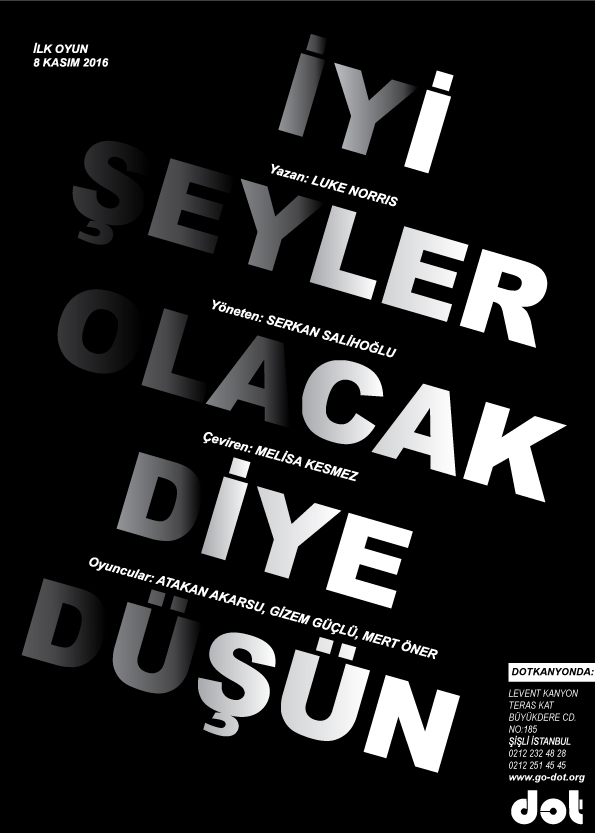 İLK OYUN
8 KASIM 2016
İYİ
Yazan: LUKE NORRIS
ŞEYLER
Yöneten: SERKAN SALİHOĞLU
OLACAK
Çeviren: MELİSA KESMEZ
DİYE
Oyuncular: ATAKAN AKARSU, GİZEM GÜÇLÜ, MERT ÖNER
DÜŞÜN
DOTKANYONDA:
LEVENT KANYON
TERAS KAT
BÜYÜKDERE CD.
NO:185
ŞİŞLİ İSTANBUL
0212 232 48 28
0212 251 45 45
www.go-dot.org
dot